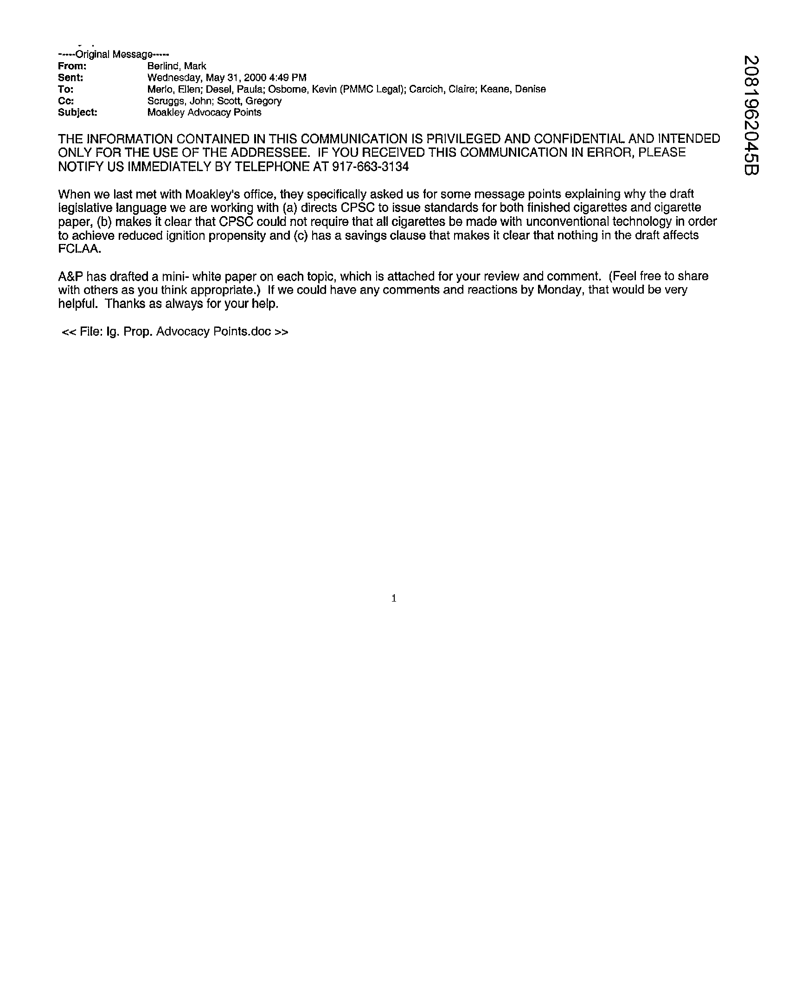 -----Original Message-----
From: Berlind, Mark
Sent: Wednesday, May 31, 2000 4:49 PM
To: Merlo, Ellen; Desel, Paula; Osborne, Kevin (PMMC Legal); Carcich, Claire; Keane, Denise
Cc: Scruggs, John; Scott, Gregory
Subject: Moakley Advocacy Points
THE INFORMATION CONTAINED IN THIS COMMUNICATION IS PRIVILEGED AND CONFIDENTIAL AND INTENDED
ONLY FOR THE USE OF THE ADDRESSEE. IF YOU RECEIVED THIS COMMUNICATION IN ERROR, PLEASE
NOTIFY US IMMEDIATELY BY TELEPHONE AT 917-663-3134
When we last met with Moakley's office, they specifically asked us for some message points explaining why the draft
legislative language we are working with (a) directs CPSC to issue standards for both finished cigarettes and cigarette
paper, (b) makes it clear that CPSC could not require that all cigarettes be made with unconventional technology in order
to achieve reduced ignition propensity and (c) has a savings clause that makes it clear that nothing in the draft affects
FCLAA.
A&P has drafted a mini- white paper on each topic, which is attached for your review and comment. (Feel free to share
with others as you think appropriate.) If we could have any comments and reactions by Monday, that would be very
helpful. Thanks as always for your help.
<< File: Ig. Prop. Advocacy Points.doc >>
1
2081962045B